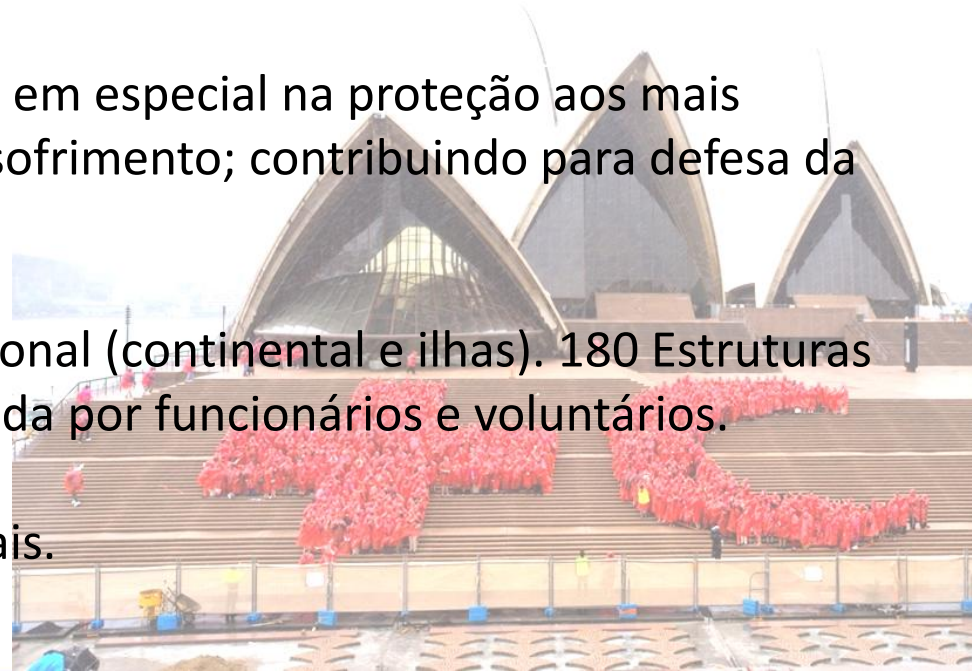 em especial na proteção aos mais
sofrimento; contribuindo para defesa da
onal (continental e ilhas). 180 Estruturas
da por funcionários e voluntários.
ais.